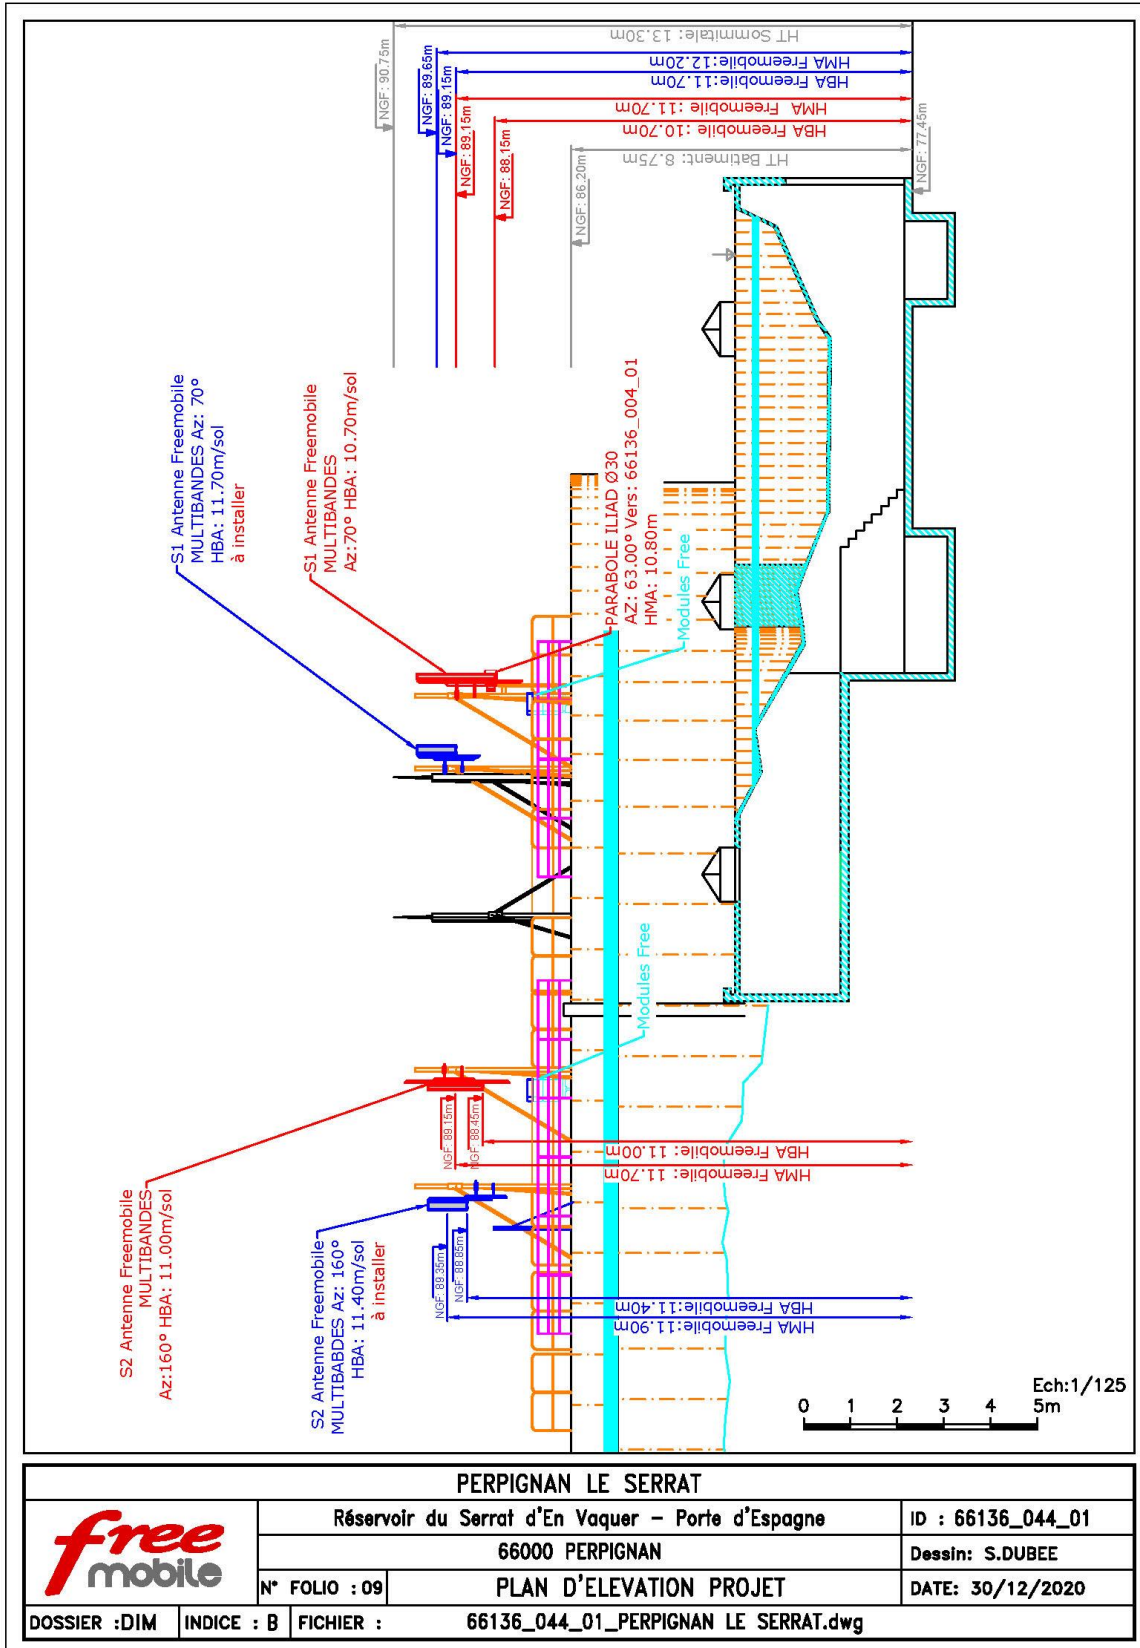 HT Sommitale: 13.30m
HMA Freemobile:12.20m
HBA Freemobile:11.70m
HMA Freemobile: 11.70m
HBA Freemobile: 10.70m
HT Batiment: 8.75m
NGF: 90.75m
NGF: 89.65m
NGF: 89.15m
NGF: 89.15m
NGF: 88.15m
NGF: 86.20m
NGF: 77.45m
S1 Antenne Freemobile
MULTIBANDES Az: 70°
HBA: 11.70m/sol
à installer
S1 Antenne Freemobile
MULTIBANDES
Az:70° HBA: 10.70m/sol
PARABOLE ILIAD Ø30
AZ: 63.00° Vers: 66136_004_01
HMA: 10.80m
Modules Free
Modules Free
NGF: 89.15m
NGF: 88.45m
HBA Freemobile: 11.00m
HMA Freemobile: 11.70m
S2 Antenne Freemobile
MULTIBANDES
Az:160° HBA: 11.00m/sol
S2 Antenne Freemobile
MULTIBABDES Az: 160°
HBA: 11.40m/sol
à installer
NGF: 89.35m
NGF: 88.85m
HBA Freemobile:11.40m
HMA Freemobile:11.90m
Ech:1/125
0 1 2 3 4 5m
PERPIGNAN LE SERRAT
free
mobile
Réservoir du Serrat d'En Vaquer - Porte d'Espagne
ID : 66136_044_01
66000 PERPIGNAN
Dessin: S.DUBEE
N° FOLIO : 09
PLAN D'ELEVATION PROJET
DATE: 30/12/2020
DOSSIER :DIM
INDICE : B
FICHIER :
66136_044_01_PERPIGNAN LE SERRAT.dwg